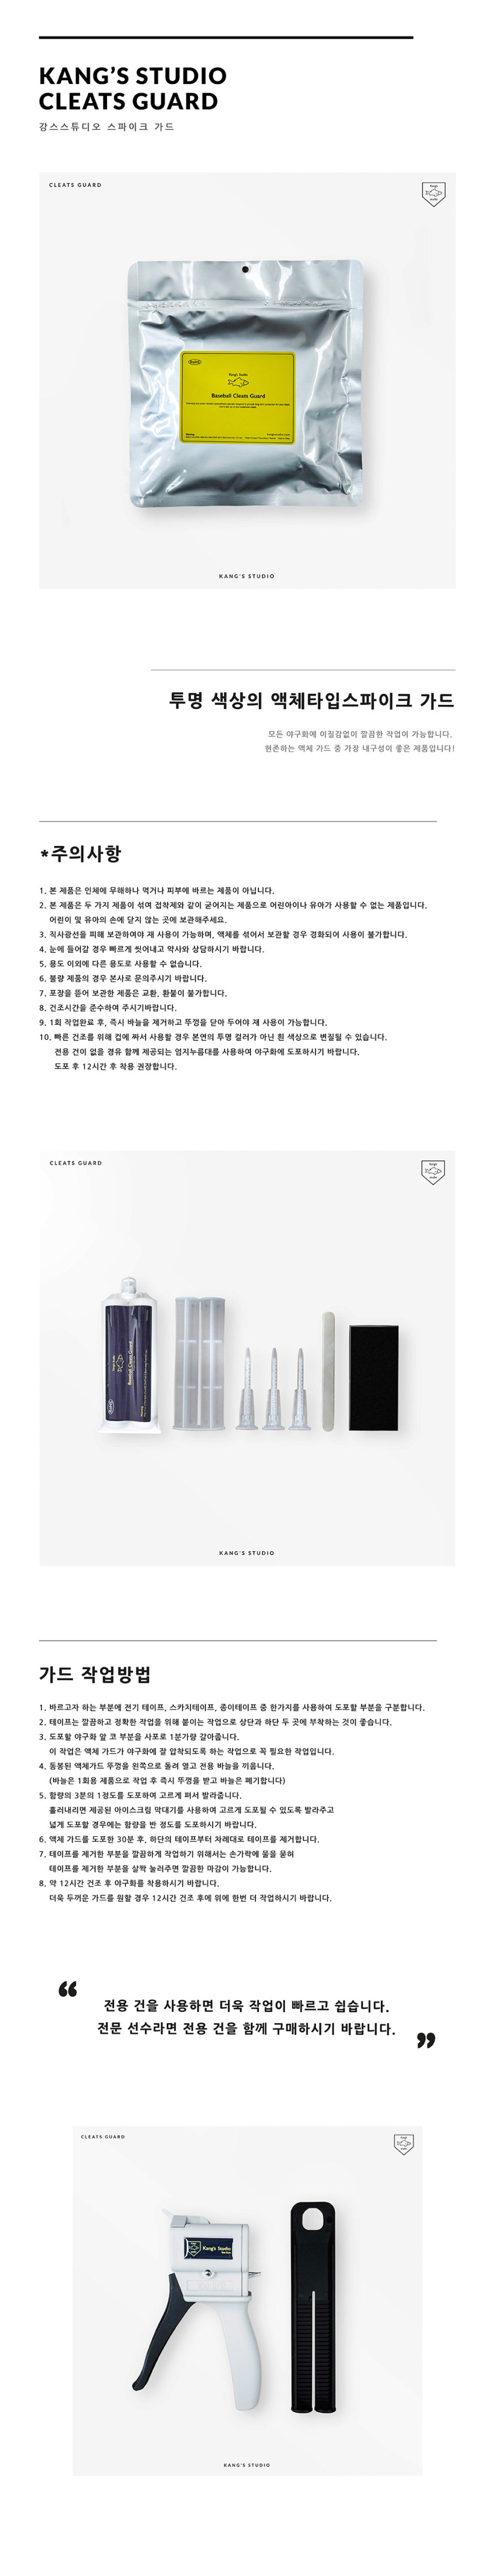 KANG'S STUDIO
CLEATS GUARD
강스스튜디오 스파이크 가드
CLEATS GUARD
Kang's
studio
Kang's Studio
Baseball Cleats Guard
KANG'S STUDIO
투명 색상의 액체타입스파이크 가드
모든 야구화에 이질감없이 깔끔한 작업이 가능합니다.
현존하는 액체 가드 중 가장 내구성이 좋은 제품입니다!
*주의사항
1. 본 제품은 인체에 무해하나 먹거나 피부에 바르는 제품이 아닙니다.
2. 본 제품은 두 가지 제품이 섞여 접착제와 같이 굳어지는 제품으로 어린아이나 유아가 사용할 수 없는 제품입니다.
어린이 및 유아의 손에 닫지 않는 곳에 보관해주세요.
3. 직사광선을 피해 보관하여야 재 사용이 가능하며, 액체를 섞어서 보관할 경우 경화되어 사용이 불가합니다.
4. 눈에 들어갈 경우 빠르게 씻어내고 약사와 상담하시기 바랍니다.
5. 용도 이외에 다른 용도로 사용할 수 없습니다.
6. 불량 제품의 경우 본사로 문의주시기 바랍니다.
7. 포장을 뜯어 보관한 제품은 교환, 환불이 불가합니다.
8. 건조시간을 준수하여 주시기바랍니다.
9. 1회 작업완료 후, 즉시 바늘을 제거하고 뚜껑을 닫아 두어야 재 사용이 가능합니다.
10. 빠른 건조를 위해 컵에 짜서 사용할 경우 본연의 투명 컬러가 아닌 흰 색상으로 변질될 수 있습니다.
전용 건이 없을 경유 함께 제공되는 엄지누름대를 사용하여 야구화에 도포하시기 바랍니다.
도포 후 12시간 후 착용 권장합니다.
CLEATS GUARD
Kang's
studio
Kang's Studio
Baseball Cleats Guard
KANG'S STUDIO
가드 작업방법
1. 바르고자 하는 부분에 전기 테이프, 스카치테이프, 종이테이프 중 한가지를 사용하여 도포할 부분을 구분합니다.
2. 테이프는 깔끔하고 정확한 작업을 위해 붙이는 작업으로 상단과 하단 두 곳에 부착하는 것이 좋습니다.
3. 도포할 야구화 앞 코 부분을 사포로 1분가량 갈아줍니다.
이 작업은 액체 가드가 야구화에 잘 압착되도록 하는 작업으로 꼭 필요한 작업입니다.
4. 동봉된 액체가드 뚜껑을 왼쪽으로 돌려 열고 전용 바늘을 끼웁니다.
(바늘은 1회용 제품으로 작업 후 즉시 뚜껑을 받고 바늘은 폐기합니다)
5. 함량의 3분의 1정도를 도포하여 고르게 펴서 발라줍니다.
흘러내리면 제공된 아이스크림 막대기를 사용하여 고르게 도포될 수 있도록 발라주고
넓게 도포할 경우에는 함량을 반 정도를 도포하시기 바랍니다.
6. 액체 가드를 도포한 30분 후, 하단의 테이프부터 차례대로 테이프를 제거합니다.
7. 테이프를 제거한 부분을 깔끔하게 작업하기 위해서는 손가락에 물을 묻혀
테이프를 제거한 부분을 살짝 눌러주면 깔끔한 마감이 가능합니다.
8. 약 12시간 건조 후 야구화를 착용하시기 바랍니다.
더욱 두꺼운 가드를 원할 경우 12시간 건조 후에 위에 한번 더 작업하시기 바랍니다.
“ 전용 건을 사용하면 더욱 작업이 빠르고 쉽습니다.
전문 선수라면 전용 건을 함께 구매하시기 바랍니다. ”
CLEATS GUARD
Kang's
studio
Kang's Studio
KANG'S STUDIO